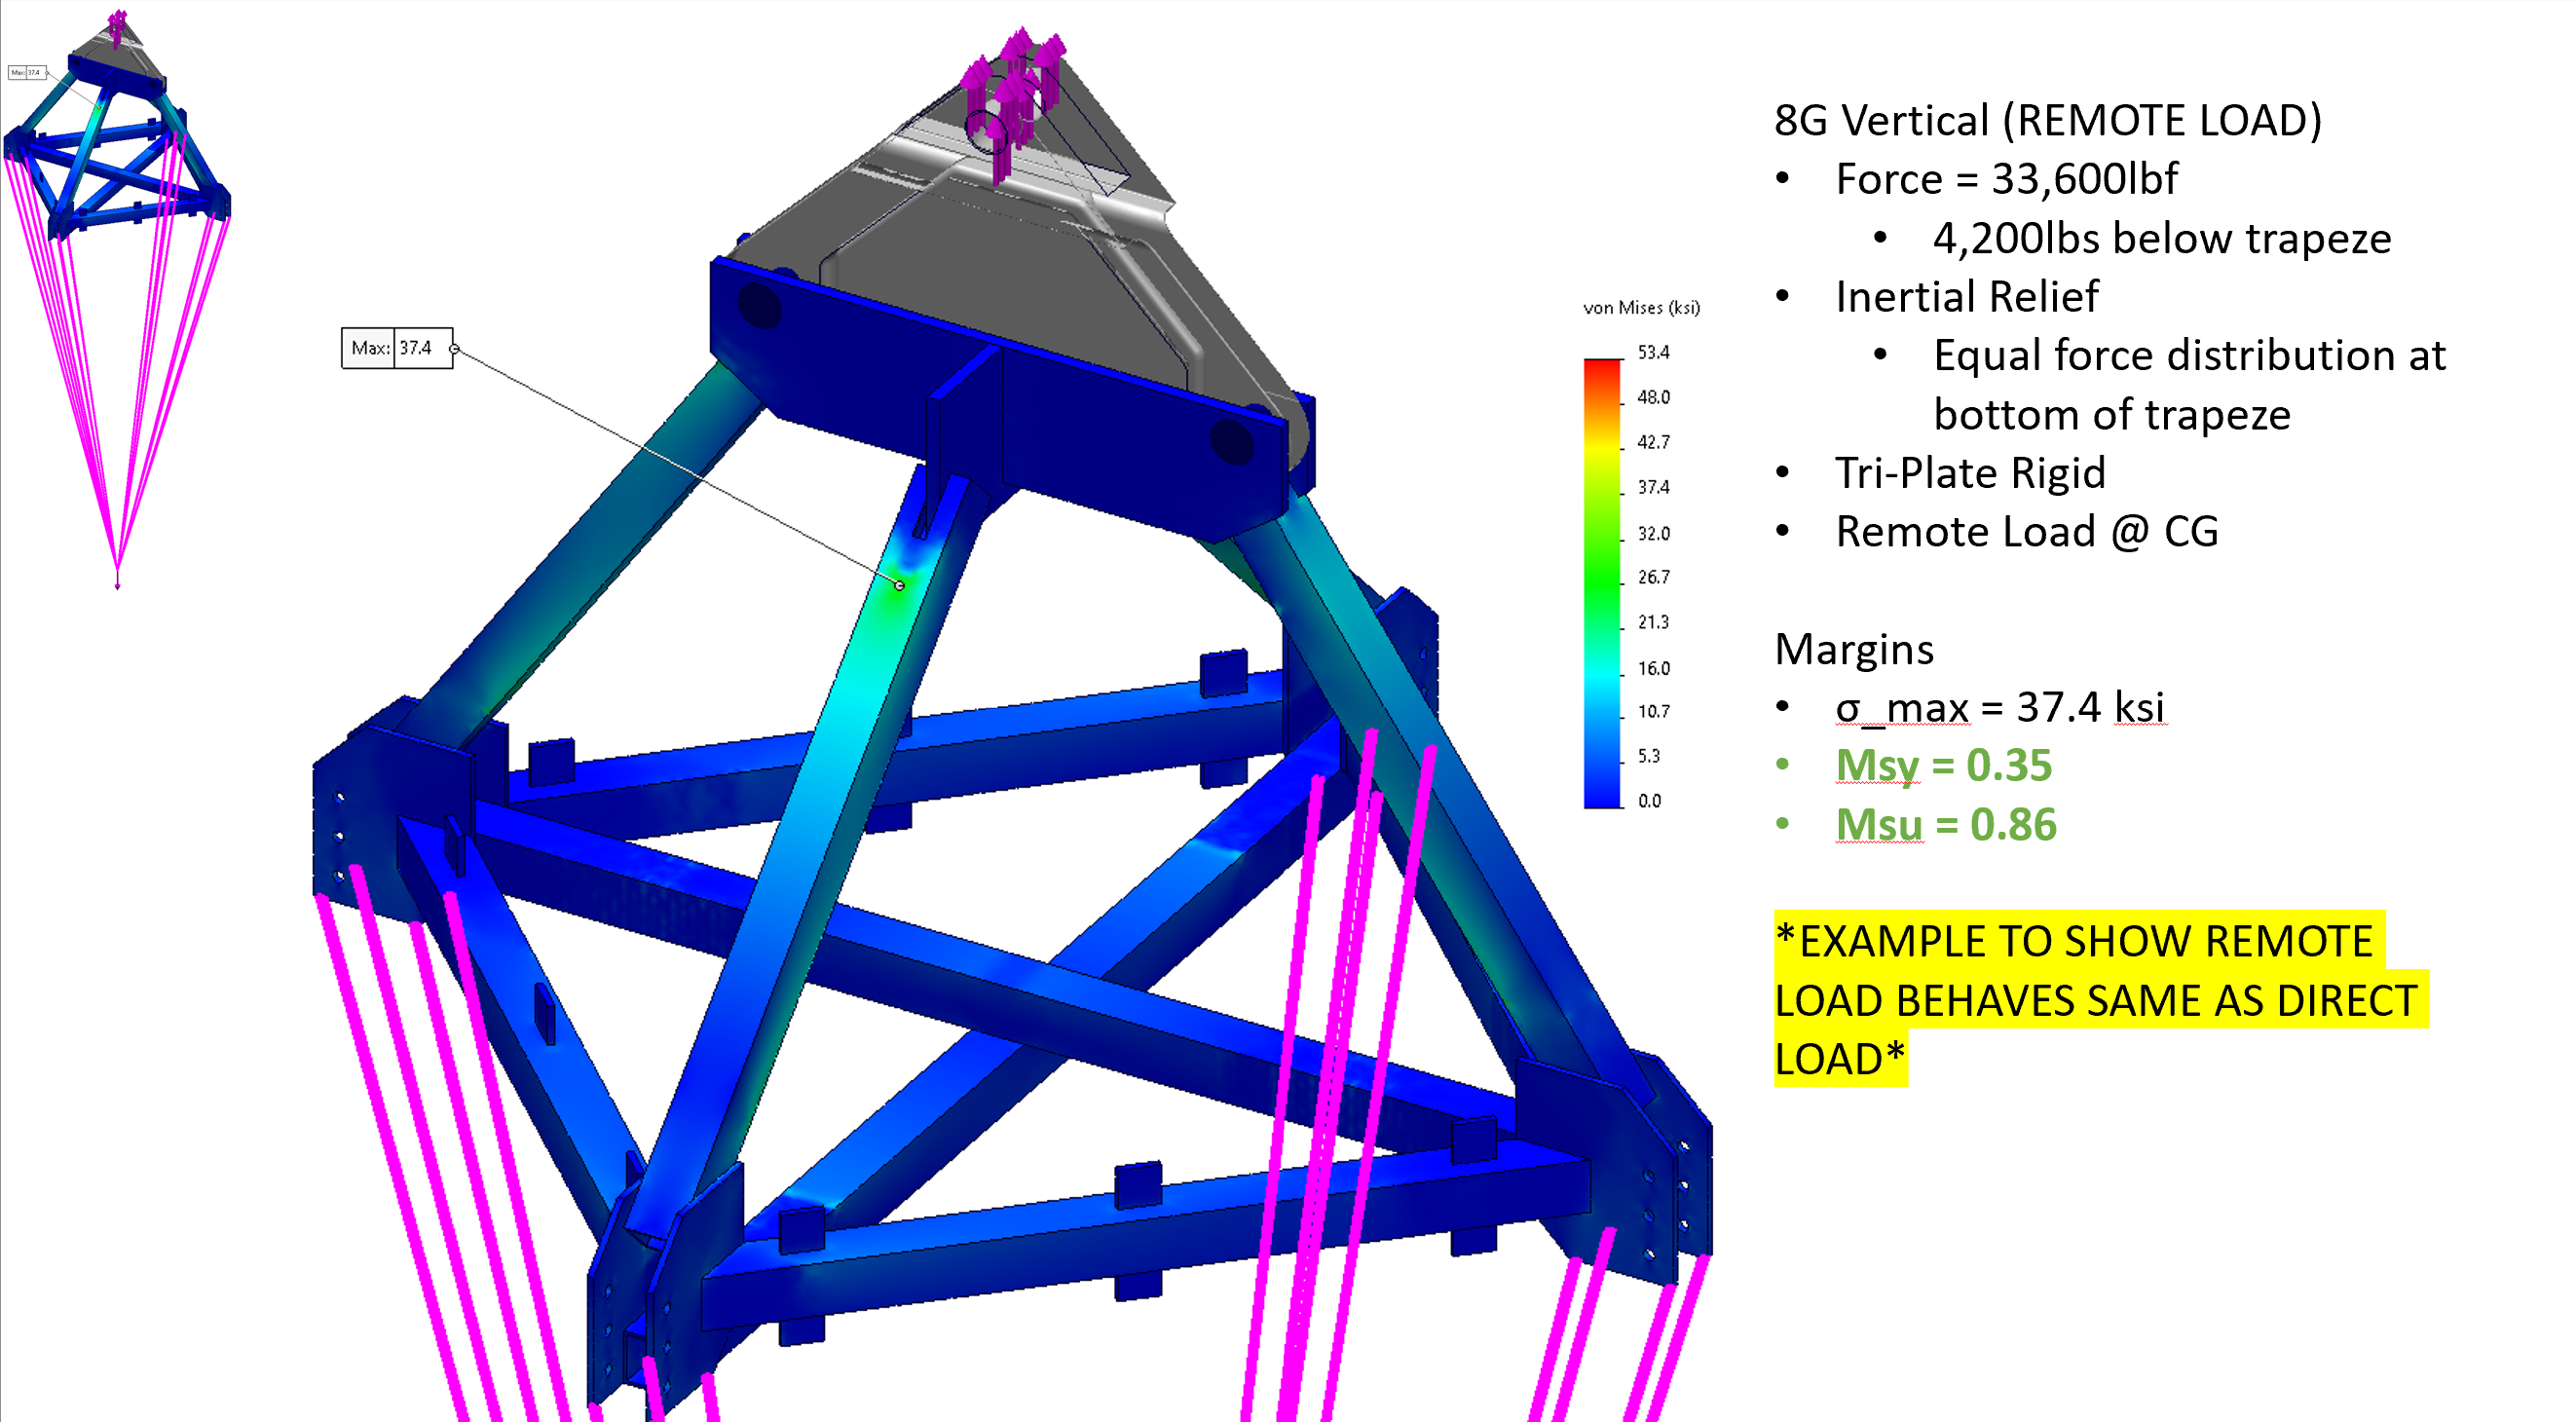 Max: 37.4
Max: 37.4
von Mises (ksi)
53.4
48.0
42.7
37.4
32.0
26.7
21.3
16.0
10.7
5.3
0.0
8G Vertical (REMOTE LOAD)
• Force = 33,600lbf
• 4,200lbs below trapeze
• Inertial Relief
• Equal force distribution at
bottom of trapeze
• Tri-Plate Rigid
• Remote Load @ CG
Margins
• σ_max = 37.4 ksi
• Msy = 0.35
• Msu = 0.86
*EXAMPLE TO SHOW REMOTE
LOAD BEHAVES SAME AS DIRECT
LOAD*